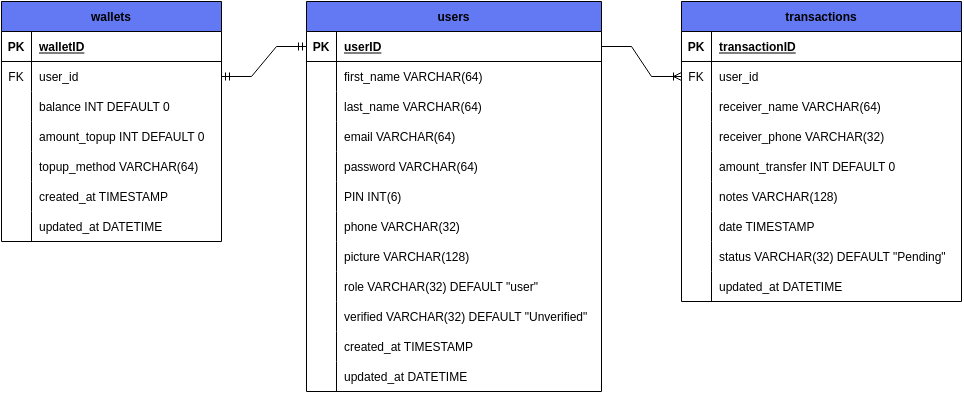 wallets
PK walletID
FK user_id
balance INT DEFAULT 0
amount_topup INT DEFAULT 0
topup_method VARCHAR(64)
created_at TIMESTAMP
updated_at DATETIME
users
PK userID
first_name VARCHAR(64)
last_name VARCHAR(64)
email VARCHAR(64)
password VARCHAR(64)
PIN INT(6)
phone VARCHAR(32)
picture VARCHAR(128)
role VARCHAR(32) DEFAULT "user"
verified VARCHAR(32) DEFAULT "Unverified"
created_at TIMESTAMP
updated_at DATETIME
transactions
PK transactionID
FK user_id
receiver_name VARCHAR(64)
receiver_phone VARCHAR(32)
amount_transfer INT DEFAULT 0
notes VARCHAR(128)
date TIMESTAMP
status VARCHAR(32) DEFAULT "Pending"
updated_at DATETIME